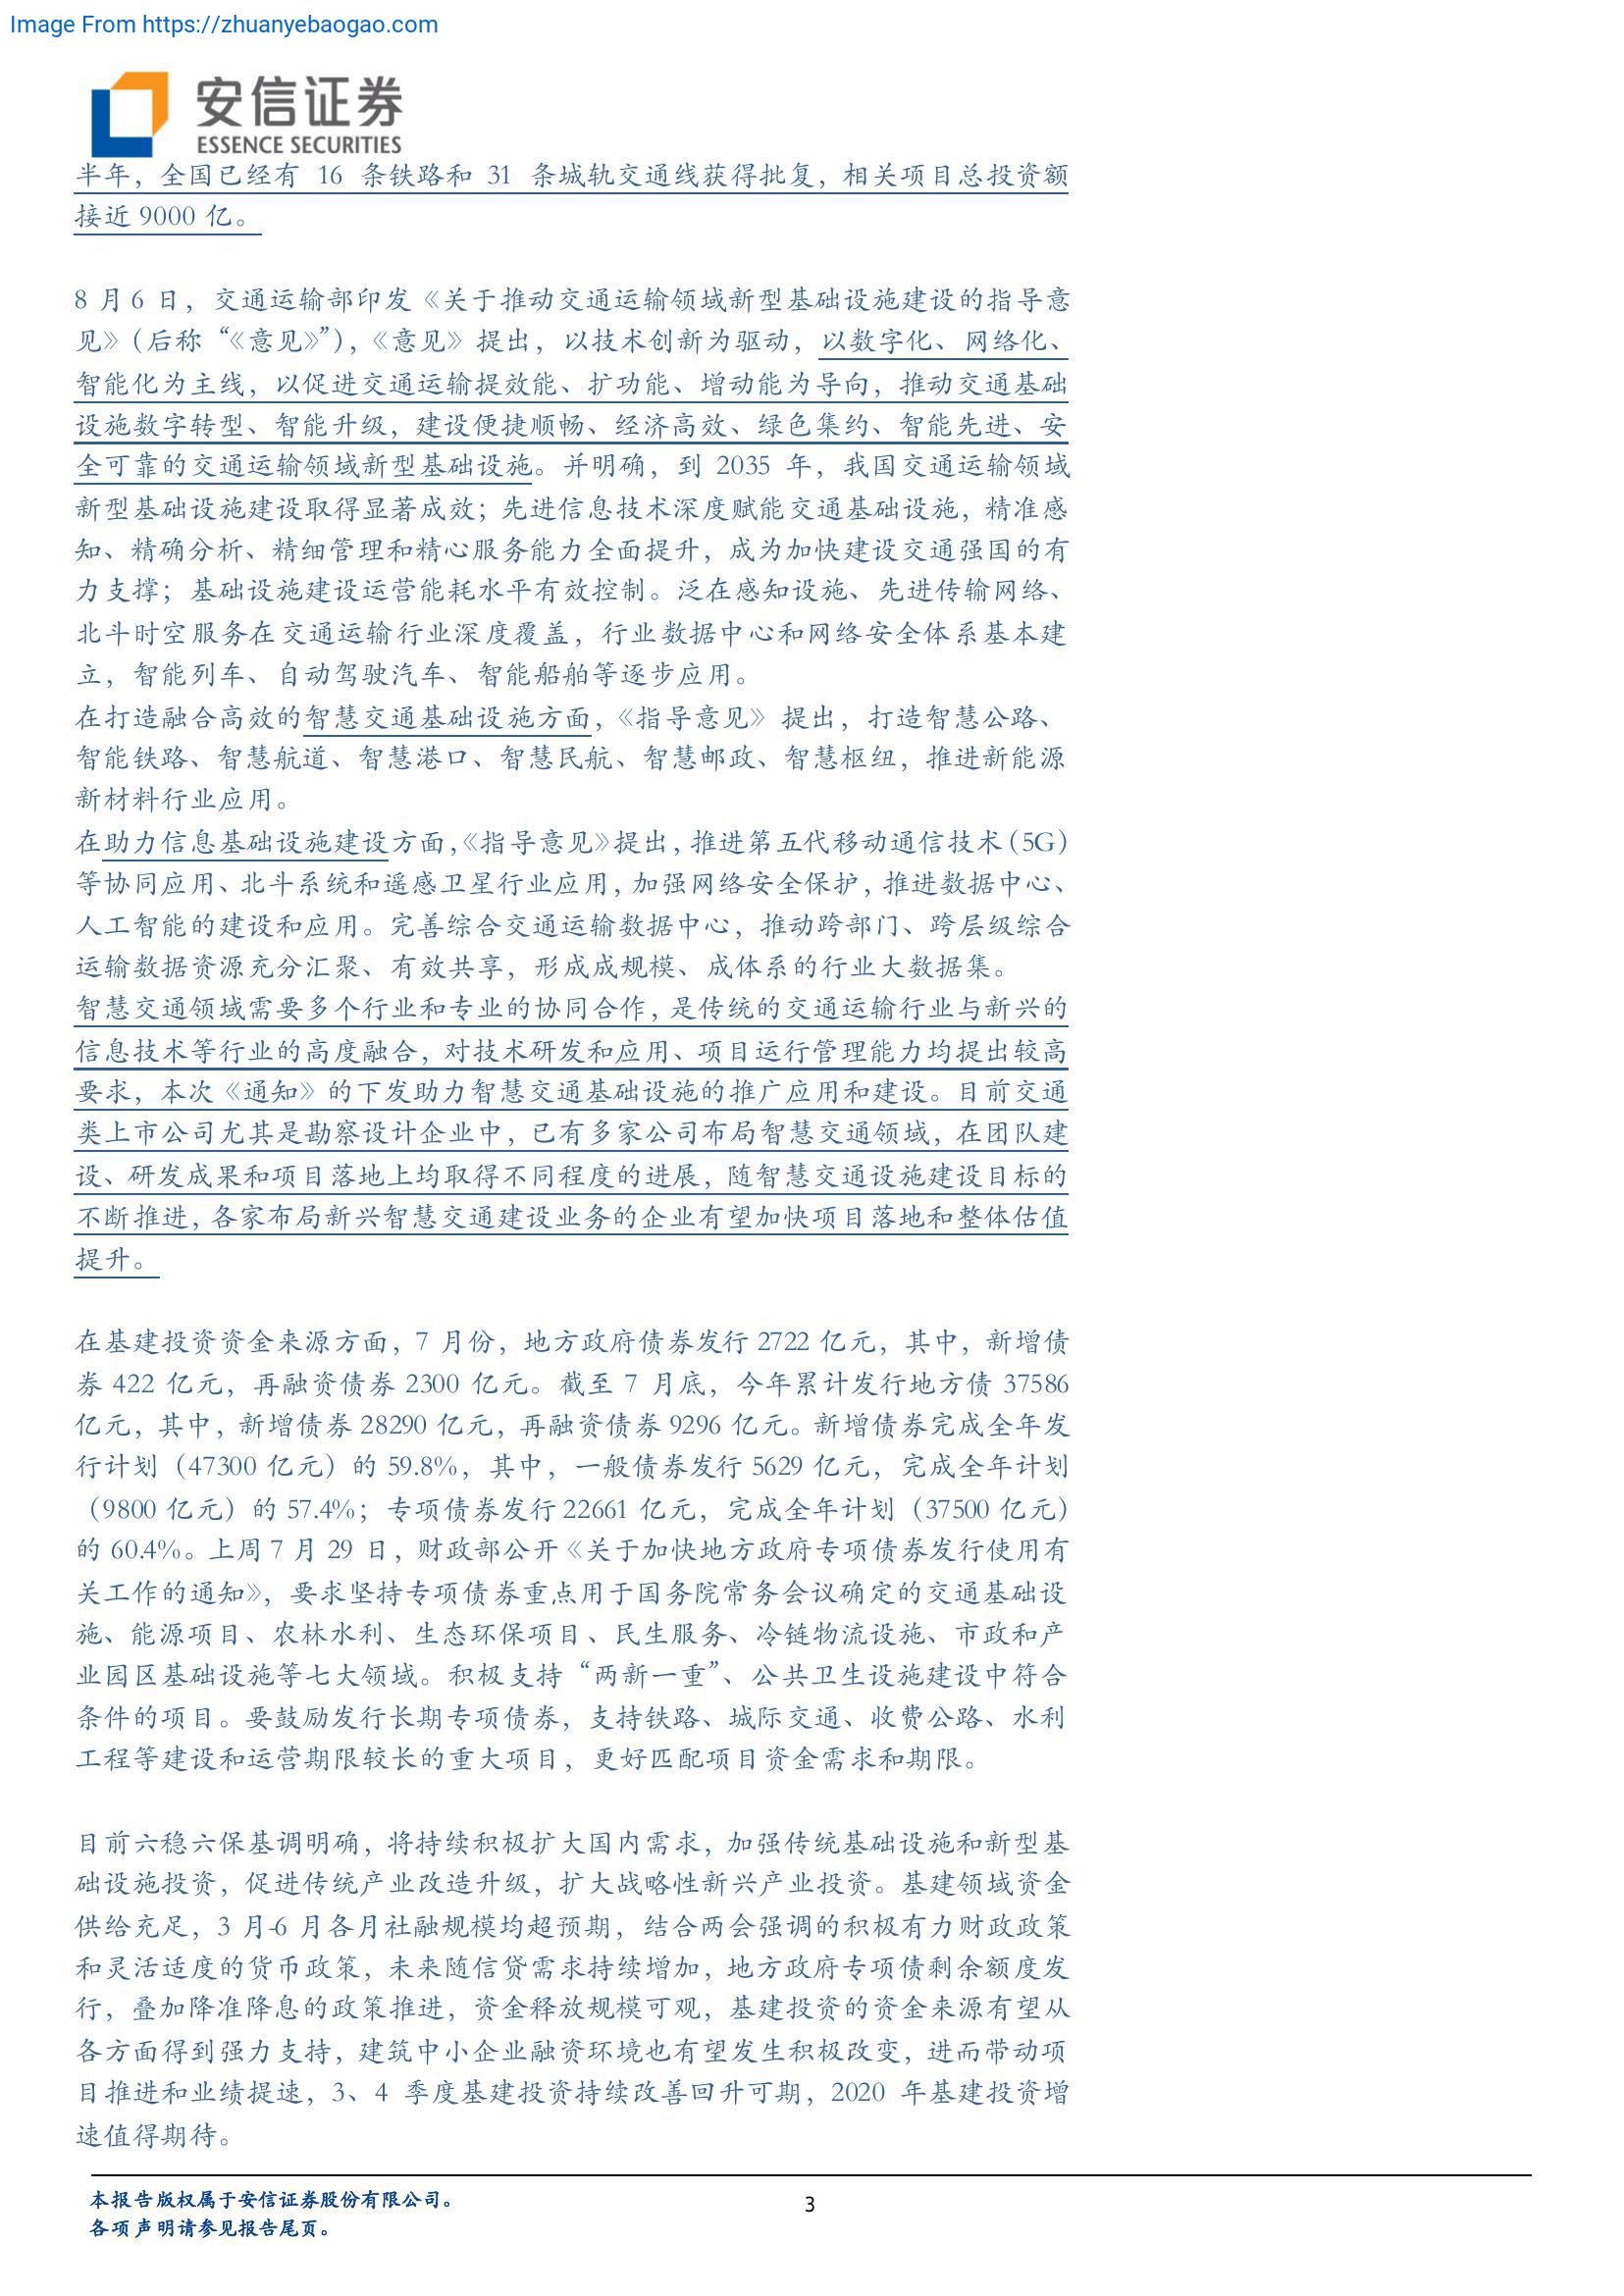 Image From https://zhuanyebaogao.com
安信证券
ESSENCE SECURITIES
半年，全国已经有 16 条铁路和 31 条城轨交通线获得批复，相关项目总投资额
接近 9000 亿。
8 月 6 日，交通运输部印发《关于推动交通运输领域新型基础设施建设的指导意
见》（后称“《意见》”），《意见》提出，以技术创新为驱动，以数字化、网络化、
智能化为主线，以促进交通运输提效能、扩功能、增动能为导向，推动交通基础
设施数字转型、智能升级，建设便捷顺畅、经济高效、绿色集约、智能先进、安
全可靠的交通运输领域新型基础设施。并明确，到 2035 年，我国交通运输领域
新型基础设施建设取得显著成效；先进信息技术深度赋能交通基础设施，精准感
知、精确分析、精细管理和精心服务能力全面提升，成为加快建设交通强国的有
力支撑；基础设施建设运营能耗水平有效控制。泛在感知设施、先进传输网络、
北斗时空服务在交通运输行业深度覆盖，行业数据中心和网络安全体系基本建
立，智能列车、自动驾驶汽车、智能船舶等逐步应用。
在打造融合高效的智慧交通基础设施方面，《指导意见》提出，打造智慧公路、
智能铁路、智慧航道、智慧港口、智慧民航、智慧邮政、智慧枢纽，推进新能源
新材料行业应用。
在助力信息基础设施建设方面，《指导意见》提出，推进第五代移动通信技术（5G）
等协同应用、北斗系统和遥感卫星行业应用，加强网络安全保护，推进数据中心、
人工智能的建设和应用。完善综合交通运输数据中心，推动跨部门、跨层级综合
运输数据资源充分汇聚、有效共享，形成成规模、成体系的行业大数据集。
智慧交通领域需要多个行业和专业的协同合作，是传统的交通运输行业与新兴的
信息技术等行业的高度融合，对技术研发和应用、项目运行管理能力均提出较高
要求，本次《通知》的下发助力智慧交通基础设施的推广应用和建设。目前交通
类上市公司尤其是勘察设计企业中，已有多家公司布局智慧交通领域，在团队建
设、研发成果和项目落地上均取得不同程度的进展，随智慧交通设施建设目标的
不断推进，各家布局新兴智慧交通建设业务的企业有望加快项目落地和整体估值
提升。
在基建投资资金来源方面，7 月份，地方政府债券发行 2722 亿元，其中，新增债
券 422 亿元，再融资债券 2300 亿元。截至 7 月底，今年累计发行地方债 37586
亿元，其中，新增债券 28290 亿元，再融资债券 9296 亿元。新增债券完成全年发
行计划（47300 亿元）的 59.8%，其中，一般债券发行 5629 亿元，完成全年计划
（9800 亿元）的 57.4%；专项债券发行 22661 亿元，完成全年计划（37500 亿元）
的 60.4%。上周 7 月 29 日，财政部公开《关于加快地方政府专项债券发行使用有
关工作的通知》，要求坚持专项债券重点用于国务院常务会议确定的交通基础设
施、能源项目、农林水利、生态环保项目、民生服务、冷链物流设施、市政和产
业园区基础设施等七大领域。积极支持“两新一重”、公共卫生设施建设中符合
条件的项目。要鼓励发行长期专项债券，支持铁路、城际交通、收费公路、水利
工程等建设和运营期限较长的重大项目，更好匹配项目资金需求和期限。
目前六稳六保基调明确，将持续积极扩大国内需求，加强传统基础设施和新型基
础设施投资，促进传统产业改造升级，扩大战略性新兴产业投资。基建领域资金
供给充足，3 月-6 月各月社融规模均超预期，结合两会强调的积极有力财政政策
和灵活适度的货币政策，未来随信贷需求持续增加，地方政府专项债剩余额度发
行，叠加降准降息的政策推进，资金释放规模可观，基建投资的资金来源有望从
各方面得到强力支持，建筑中小企业融资环境也有望发生积极改变，进而带动项
目推进和业绩提速，3、4 季度基建投资持续改善回升可期，2020 年基建投资增
速值得期待。
本报告版权属于安信证券股份有限公司。
各项声明请参见报告尾页。
3